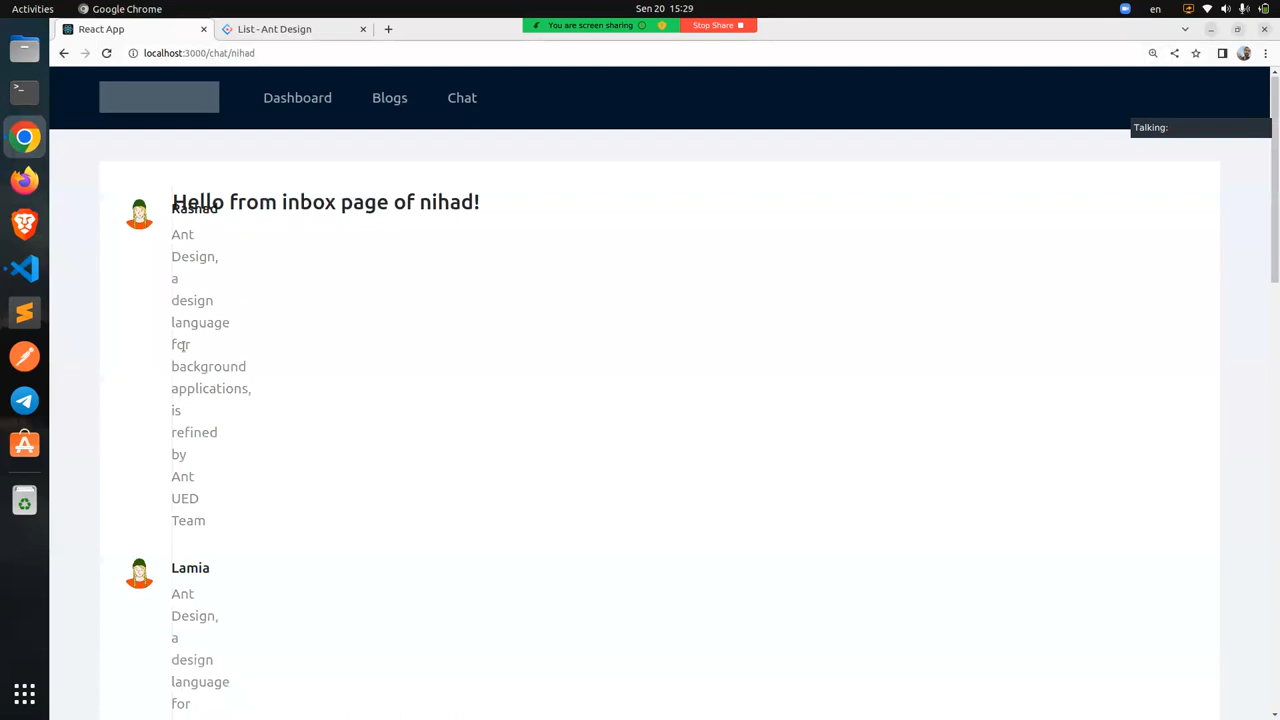 Activities
Google Chrome
Sen 20 15:29
en
React App
List - Ant Design
You are screen sharing
Stop Share
localhost:3000/chat/nihad
Dashboard
Blogs
Chat
Talking:
Hello from inbox page of nihad!
Rashad
Ant
Design,
a
design
language
for
background
applications,
is
refined
by
Ant
UED
Team
Lamia
Ant
Design,
a
design
language
for